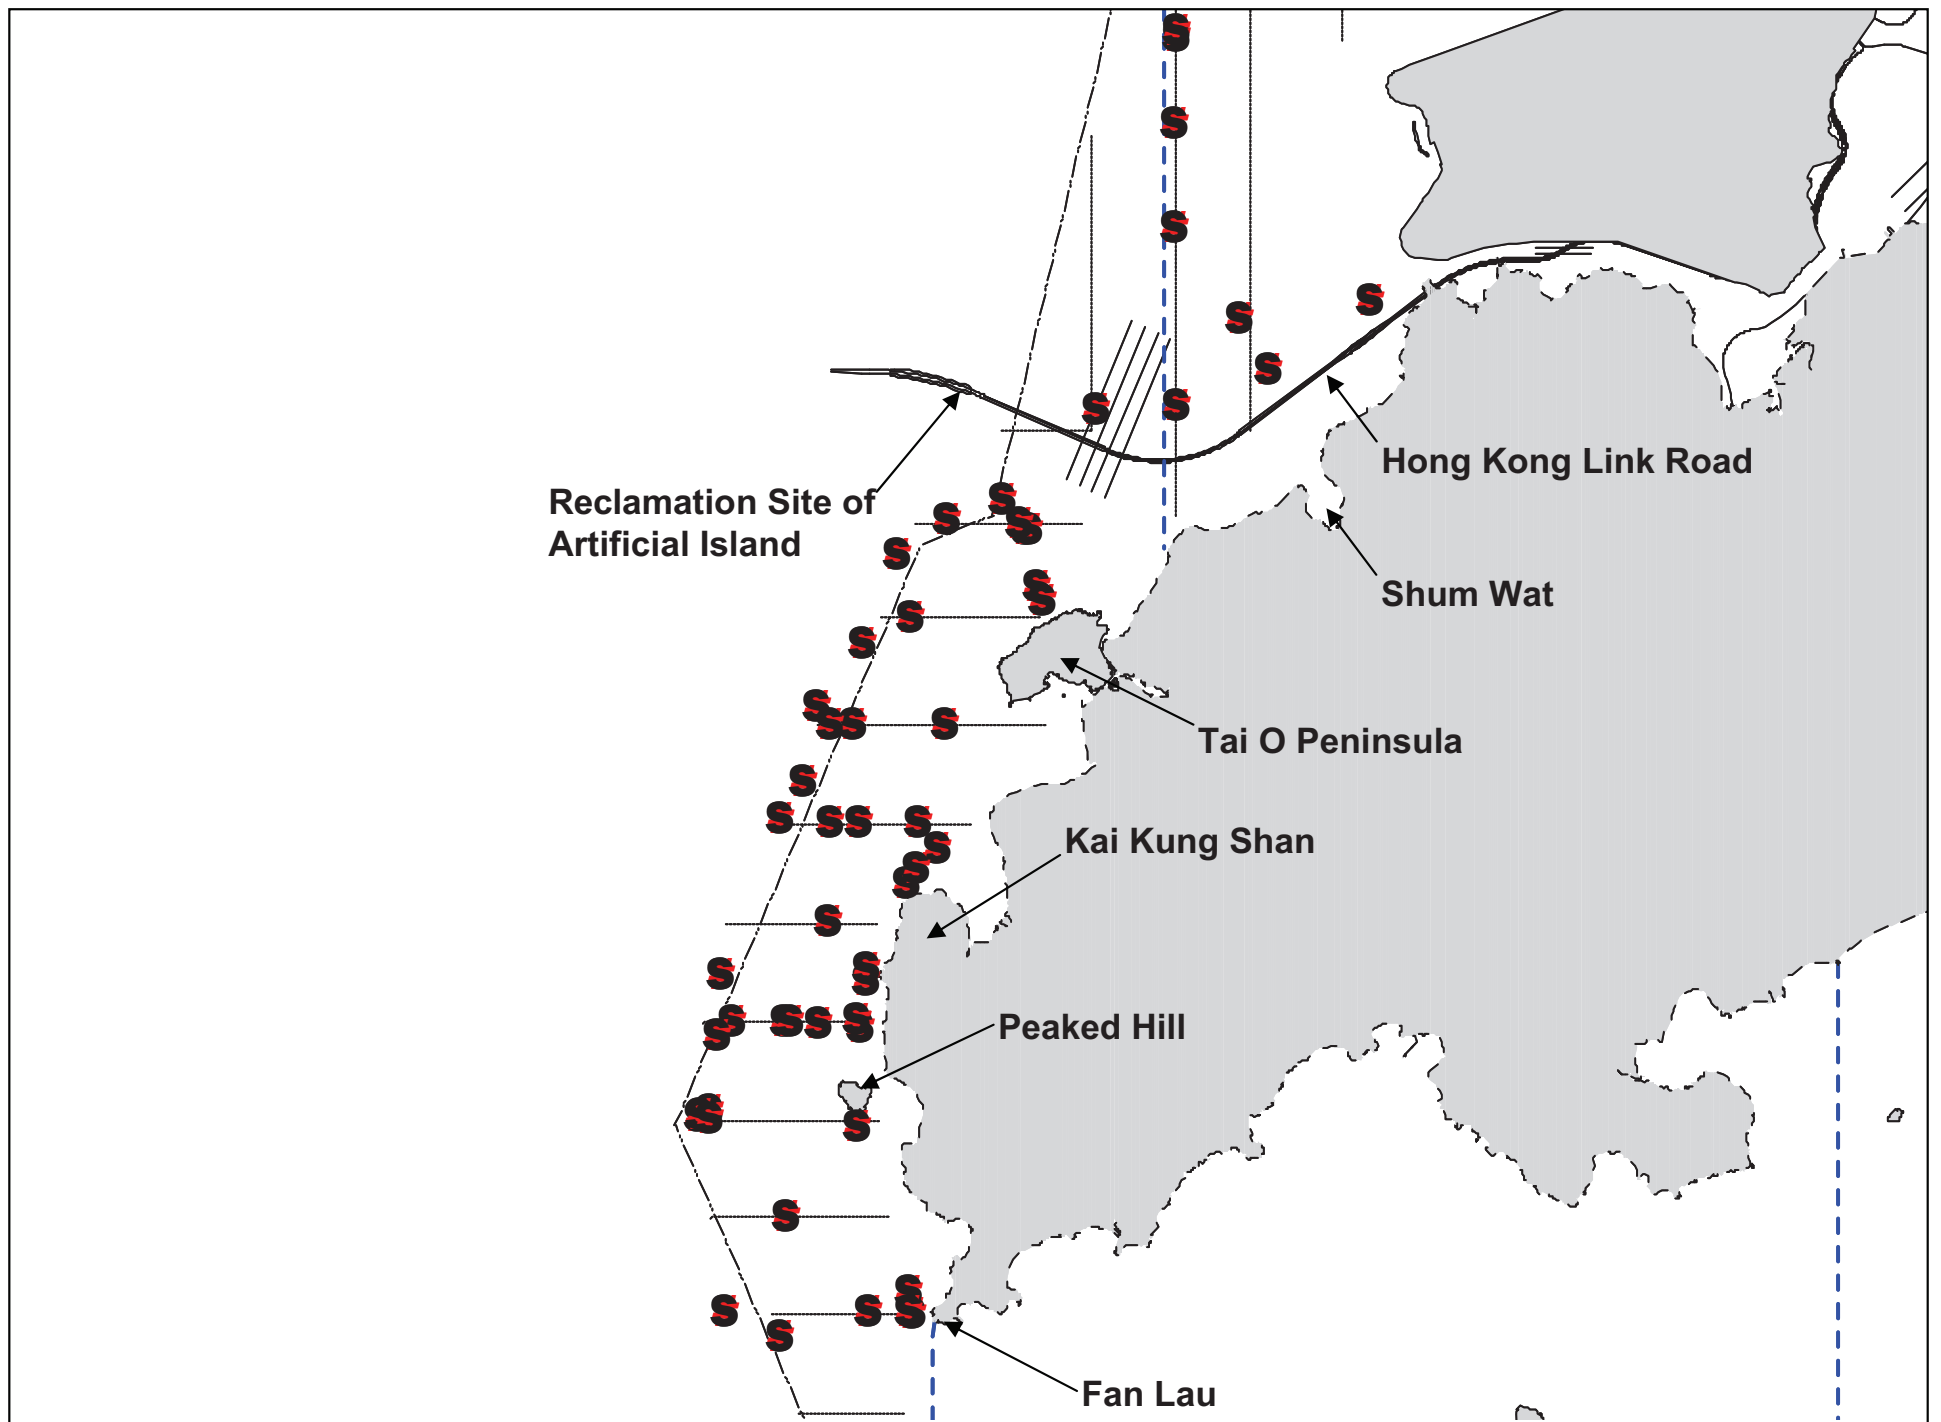 Hong Kong Link Road
Reclamation Site of
Artificial Island
Shum Wat
Tai O Peninsula
Kai Kung Shan
Peaked Hill
Fan Lau